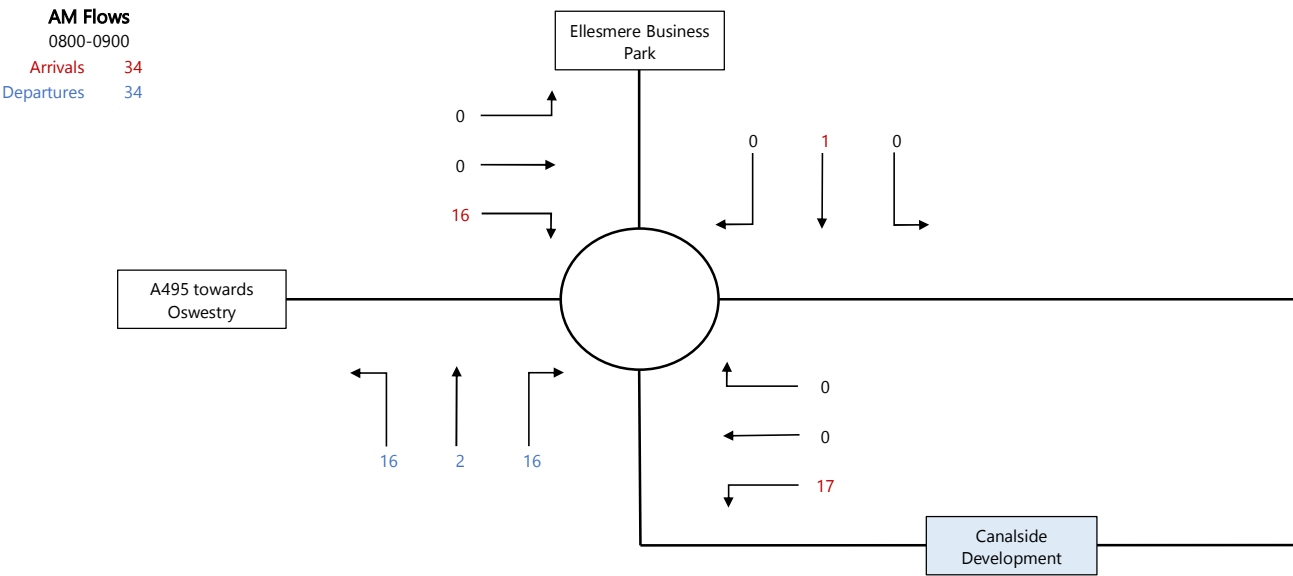 AM Flows
0800-0900
Arrivals 34
Departures 34
Ellesmere Business
Park
0
0
16
0 1 0
A495 towards
Oswestry
16 2 16
0
0
17
Canalside
Development